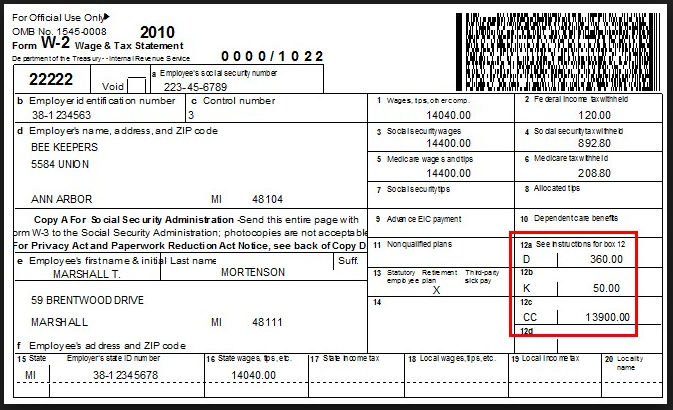 For Official Use Only
OMB No. 1545-0008
2010
Form W-2 Wage & Tax Statement
Department of the Treasury--Internal Revenue Service
0000/1022
22222
Void
a Employee's social security number
223-45-6789
b Employer identification number
38-1234563
c Control number
3
d Employer's name, address, and ZIP code
BEE KEEPERS
5584 UNION
ANN ARBOR MI 48104
Copy A For Social Security Administration -Send this entire page with
orm W-3 to the Social Security Administration; photocopies are not acceptable
For Privacy Act and Paperwork Reduction Act Notice, see back of Copy D
e Employee's first name & initial Last name Suff.
MARSHALL T. MORTENSON
59 BRENTWOOD DRIVE
MARSHALL MI 48111
f Employee's address and ZIP code
1 Wages, tips, other comp.
14040.00
2 Federal income tax withheld
120.00
3 Social security wages
14400.00
4 Social security tax withheld
892.80
5 Medicare wages and tips
14400.00
6 Medicare tax withheld
208.80
7 Social security tips
8 Allocated tips
9 Advance EIC payment
10 Dependent care benefits
11 Nonqualified plans
12a See instructions for box 12
D 360.00
12b
K 50.00
12c
CC 13900.00
12d
13 Statutory Retirement Third-party
employee plan sick pay
X
14
15 State Employer's state ID number
MI 38-12345678
16 State wages, tips, etc.
14040.00
17 State income tax
18 Local wages, tips, etc.
19 Local income tax
20 Locality
name